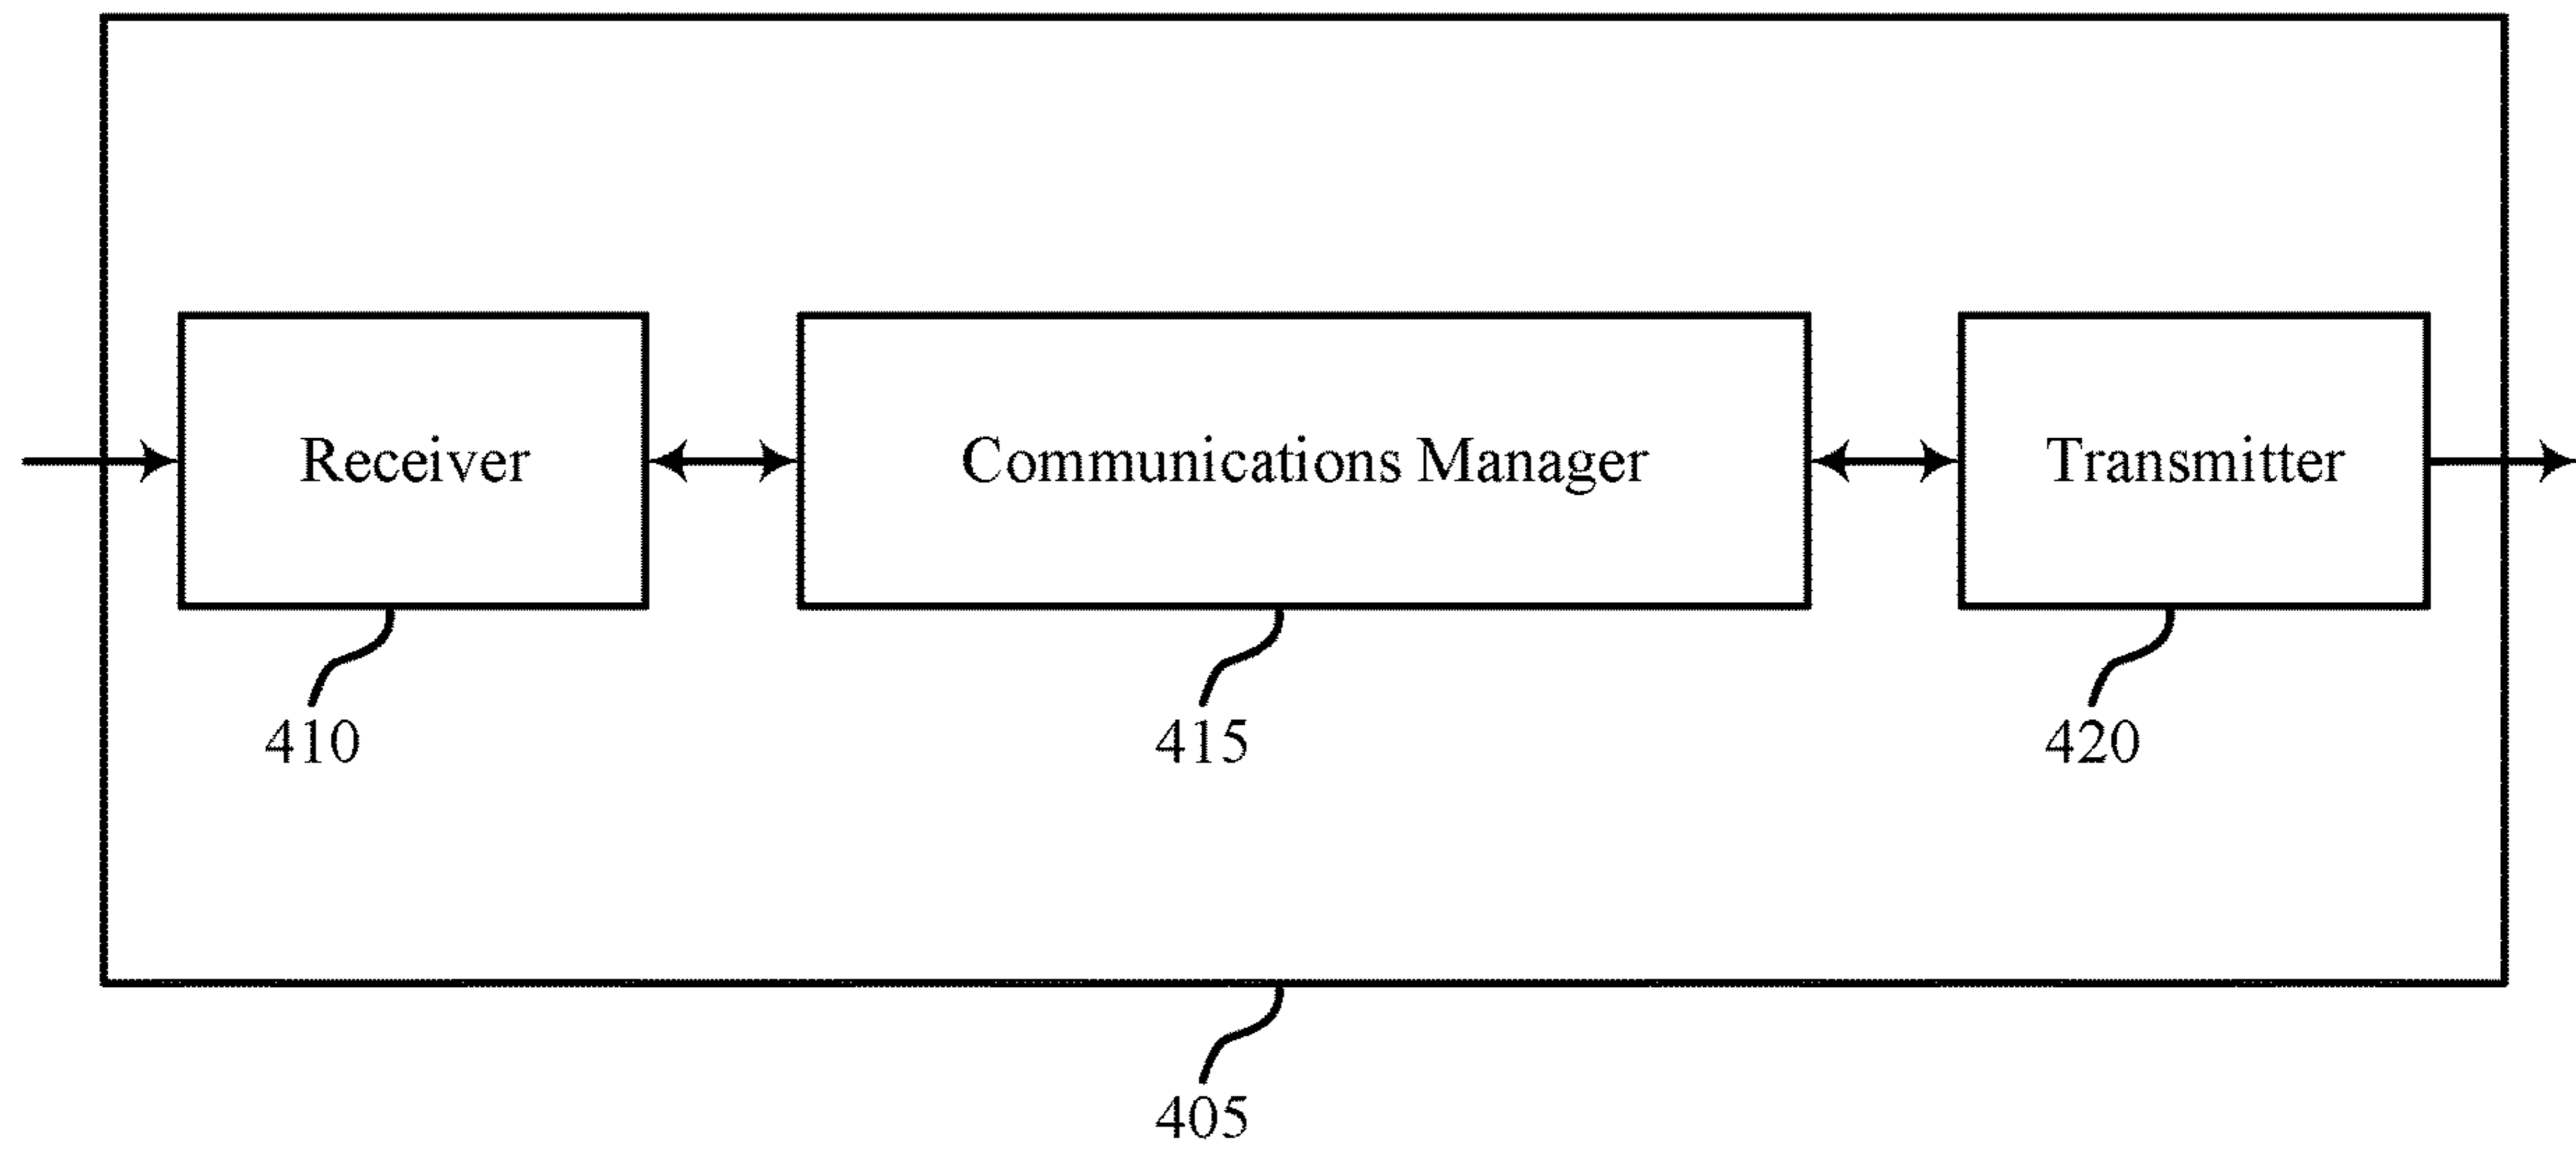 Receiver
Communications Manager
Transmitter
410
415
420
405